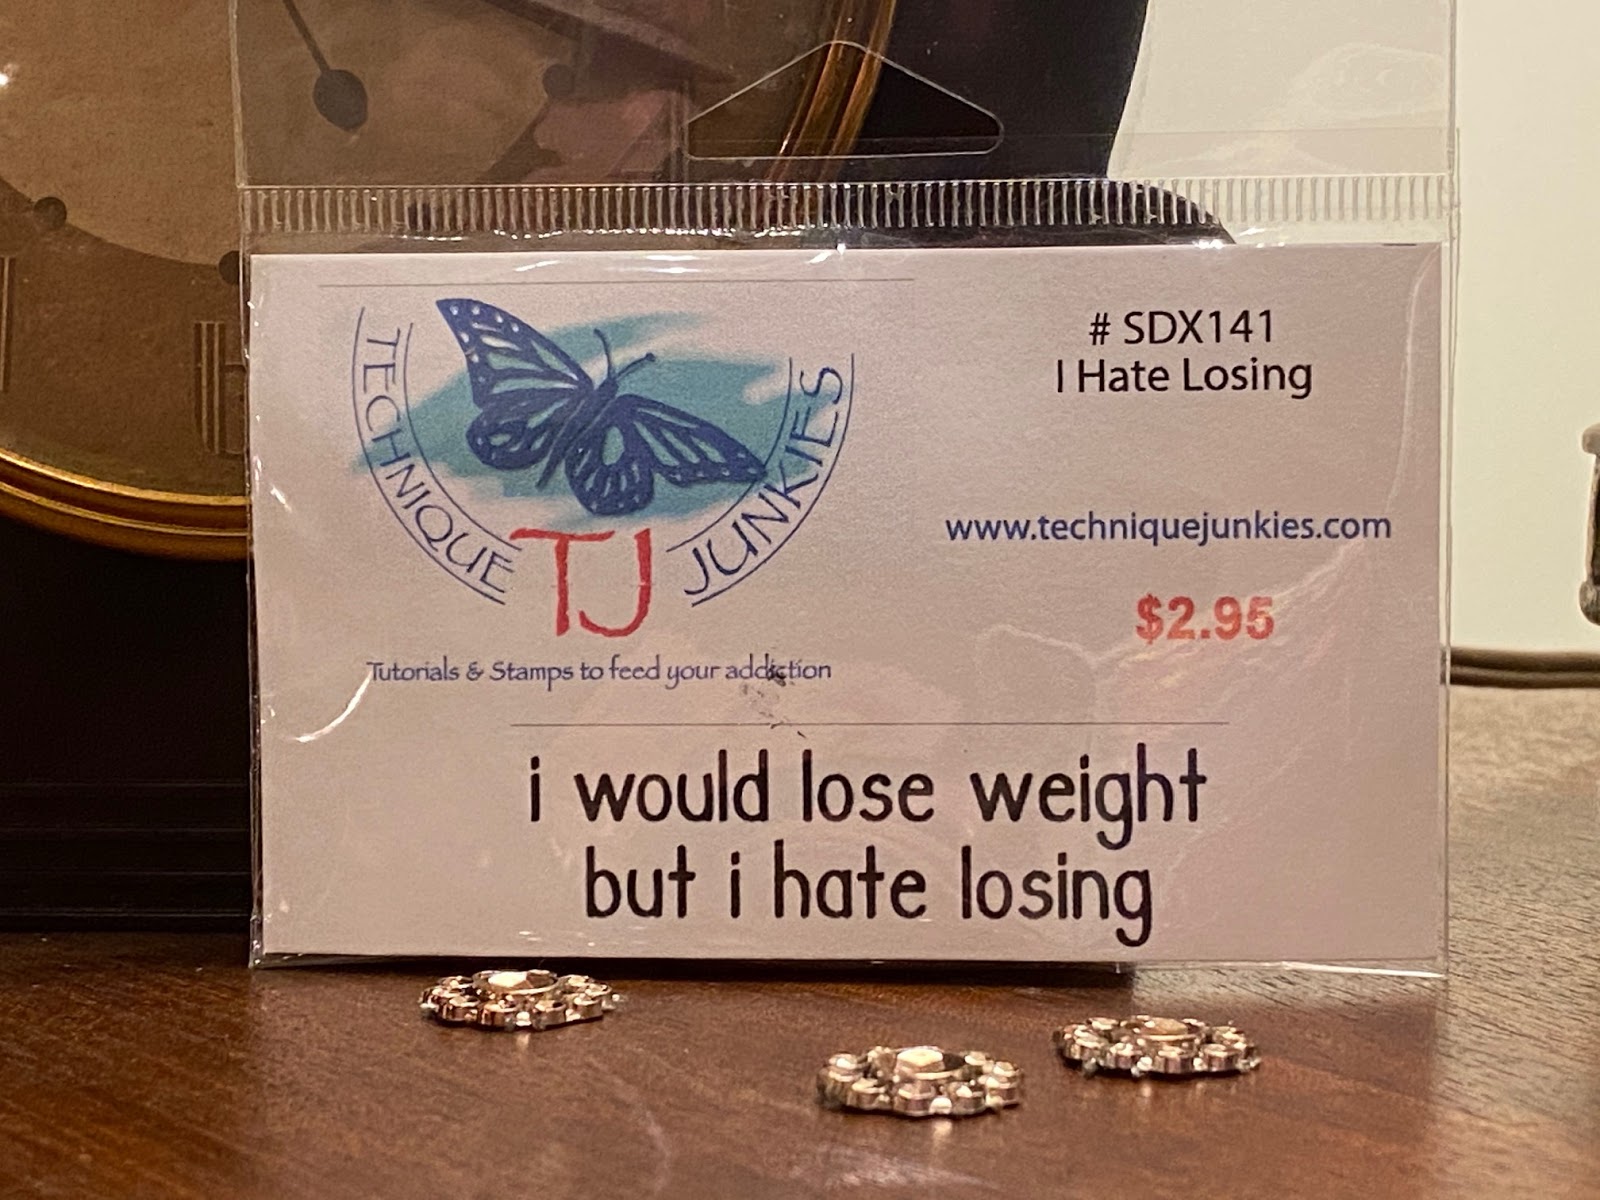 TECHNIQUE
TJ
JUNKIES
Tutorials & Stamps to feed your addiction
# SDX141
I Hate Losing
www.techniquejunkies.com
$2.95
i would lose weight
but i hate losing